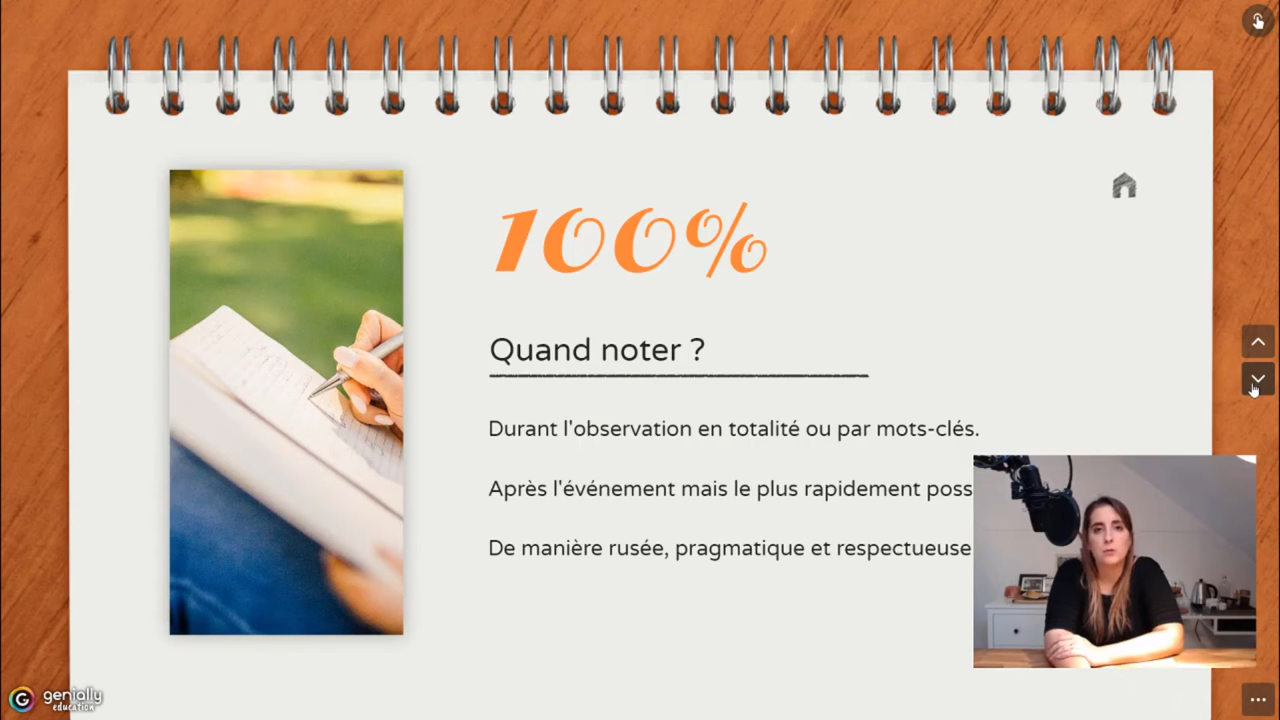 100%
Quand noter ?
Durant l'observation en totalité ou par mots-clés.
Après l'événement mais le plus rapidement poss
De manière rusée, pragmatique et respectueuse
genially
education